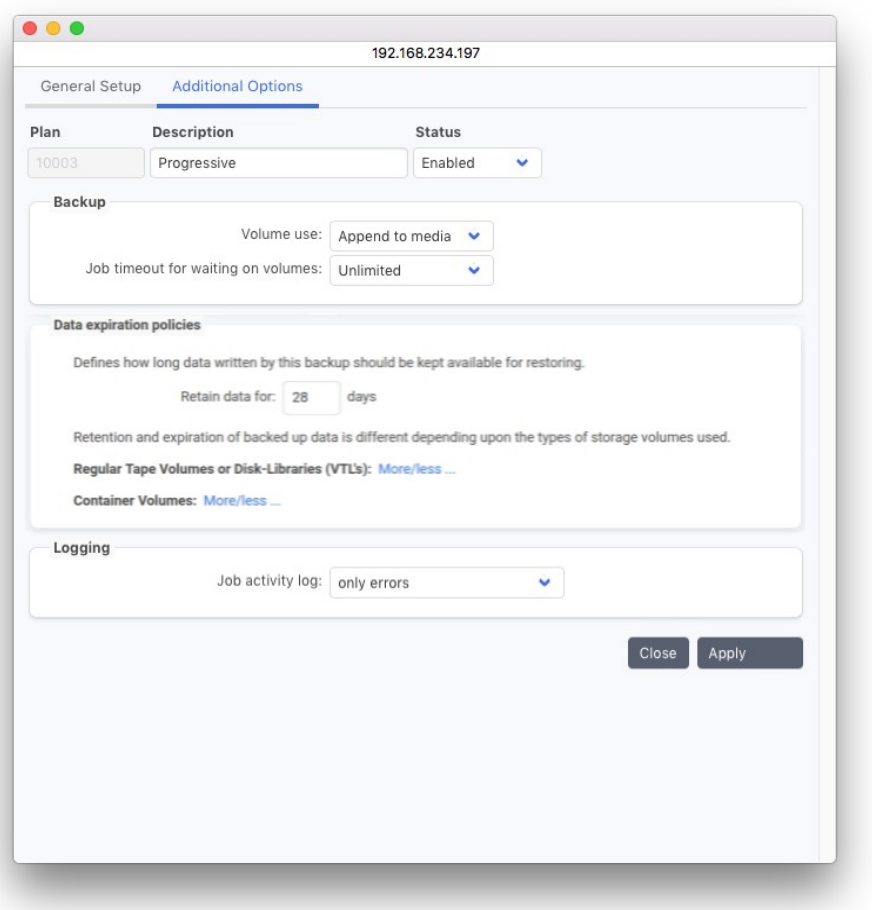 192.168.234.197
General Setup Additional Options
Plan Description Status
10003 Progressive Enabled
Backup
Volume use: Append to media
Job timeout for waiting on volumes: Unlimited
Data expiration policies
Defines how long data written by this backup should be kept available for restoring.
Retain data for: 28 days
Retention and expiration of backed up data is different depending upon the types of storage volumes used.
Regular Tape Volumes or Disk-Libraries (VTL's): More/less ...
Container Volumes: More/less ...
Logging
Job activity log: only errors
Close Apply